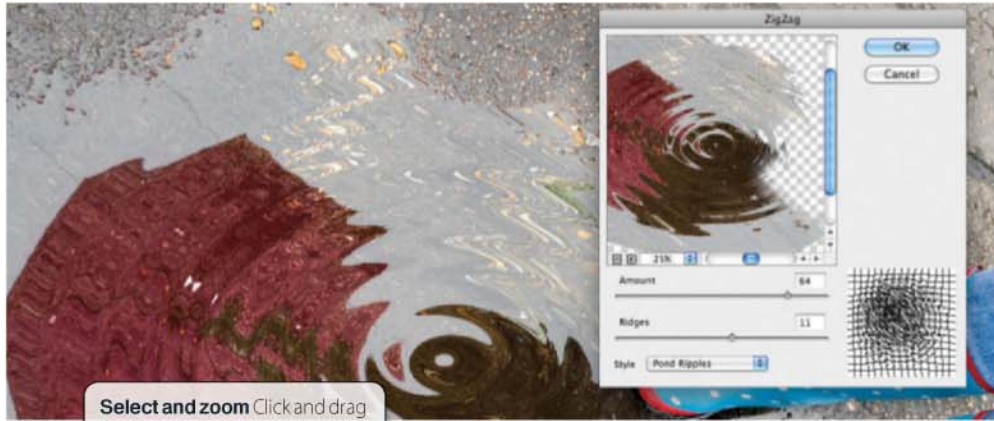 ZigZag
OK
Cancel
25%
Amount 64
Ridges 11
Style Pond Ripples
Select and zoom Click and drag